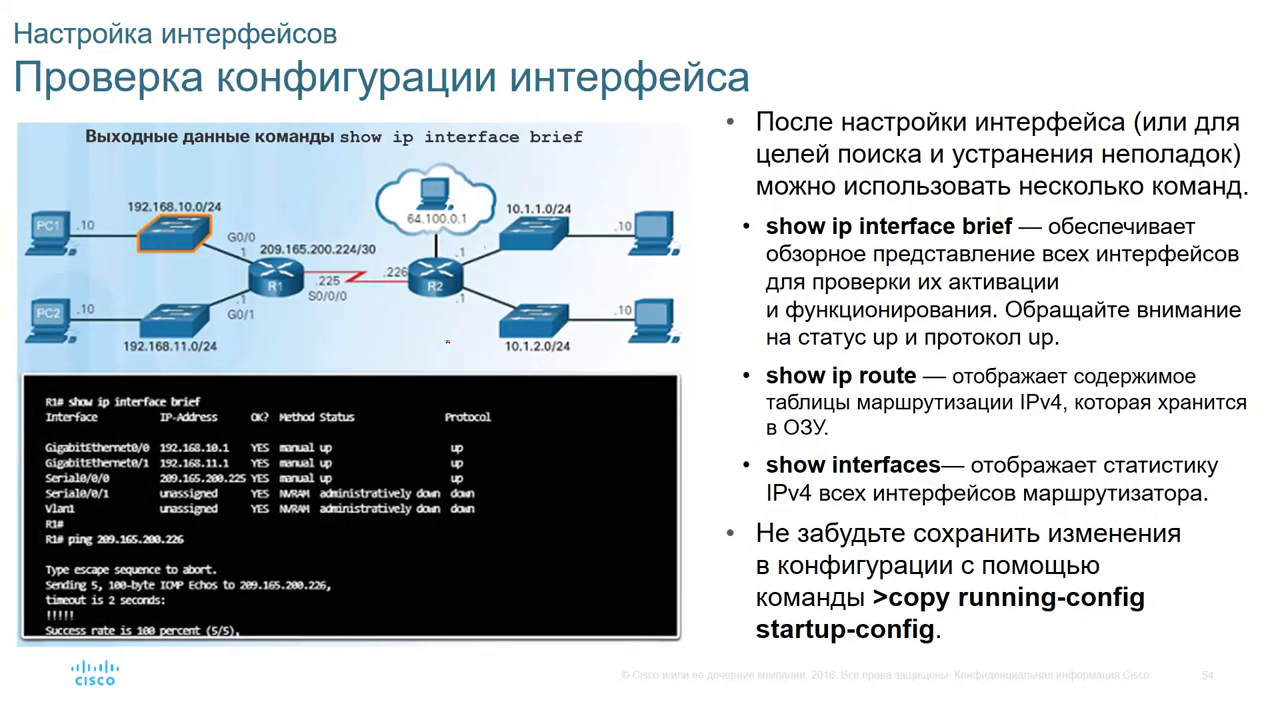 Настройка интерфейсов
Проверка конфигурации интерфейса
Выходные данные команды show ip interface brief
192.168.10.0/24
PC1
.10
G0/0
.1
209.165.200.224/30
64.100.0.1
10.1.1.0/24
.10
.1
R1
.225
S0/0/0
.226
R2
PC2
.10
.1
G0/1
192.168.11.0/24
.1
.10
10.1.2.0/24
R1# show ip interface brief
Interface IP-Address OK? Method Status Protocol
GigabitEthernet0/0 192.168.10.1 YES manual up up
GigabitEthernet0/1 192.168.11.1 YES manual up up
Serial0/0/0 209.165.200.225 YES manual up up
Serial0/0/1 unassigned YES NVRAM administratively down down
Vlan1 unassigned YES NVRAM administratively down down
R1#
R1# ping 209.165.200.226
Type escape sequence to abort.
Sending 5, 100-byte ICMP Echos to 209.165.200.226,
timeout is 2 seconds:
!!!!!
Success rate is 100 percent (5/5),
• После настройки интерфейса (или для
целей поиска и устранения неполадок)
можно использовать несколько команд.
• show ip interface brief — обеспечивает
обзорное представление всех интерфейсов
для проверки их активации
и функционирования. Обращайте внимание
на статус up и протокол up.
• show ip route — отображает содержимое
таблицы маршрутизации IPv4, которая хранится
в ОЗУ.
• show interfaces— отображает статистику
IPv4 всех интерфейсов маршрутизатора.
• Не забудьте сохранить изменения
в конфигурации с помощью
команды >copy running-config
startup-config.
CISCO
© Cisco и/или ее дочерние компании, 2016. Все права защищены. Конфиденциальная информация Cisco
54